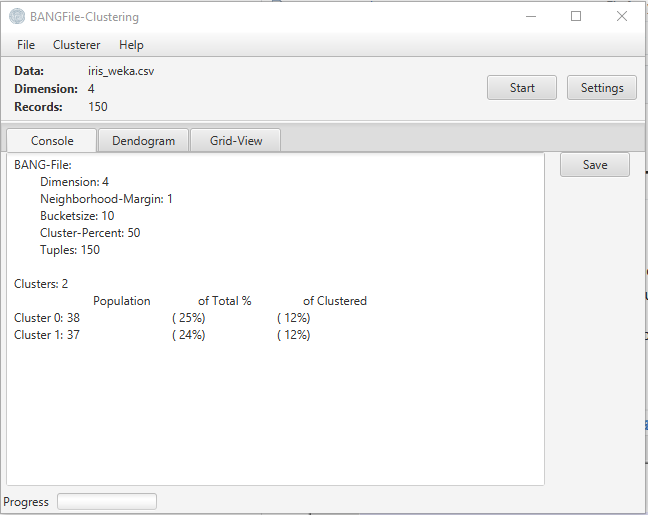 BANGFile-Clustering
File Clusterer Help
Data: iris_weka.csv
Dimension: 4
Records: 150
Start Settings
Console Dendogram Grid-View
Save
BANG-File:
Dimension: 4
Neighborhood-Margin: 1
Bucketsize: 10
Cluster-Percent: 50
Tuples: 150
Clusters: 2
Population of Total % of Clustered
Cluster 0: 38 ( 25%) ( 12%)
Cluster 1: 37 ( 24%) ( 12%)
Progress